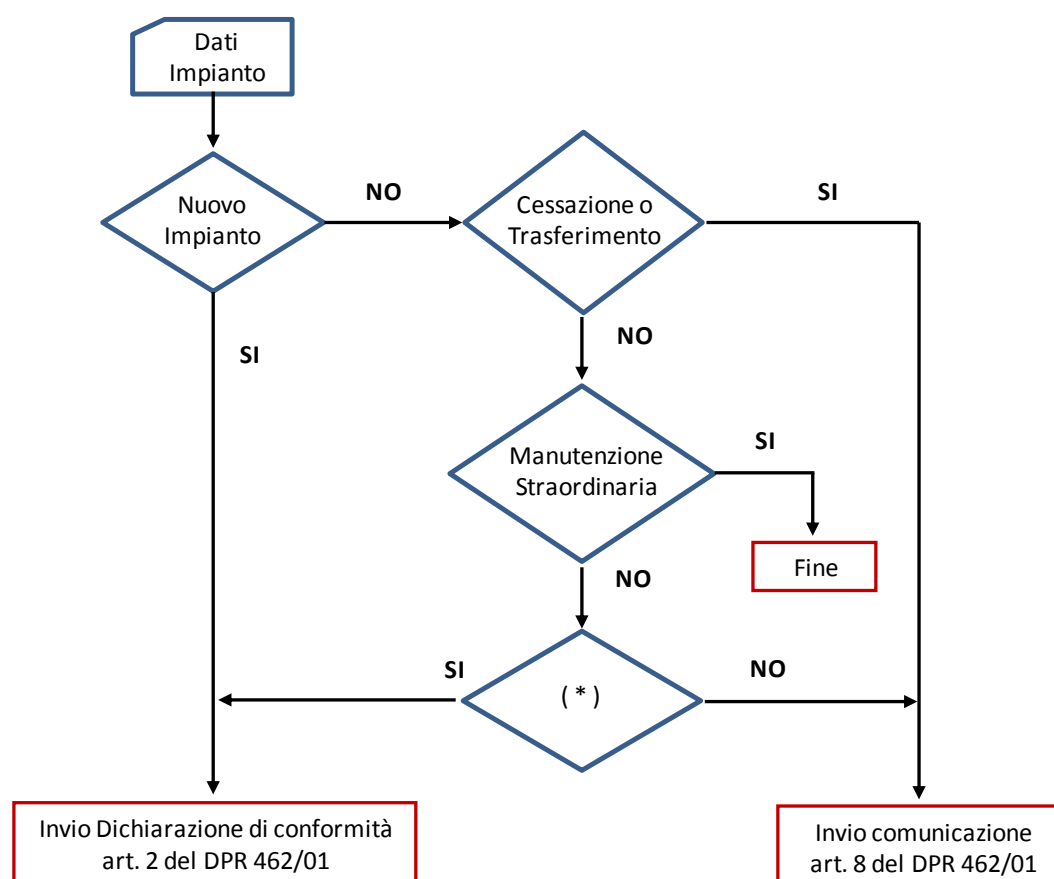 Dati
Impianto
Nuovo
Impianto
NO
Cessazione o
Trasferimento
SI
SI
NO
Manutenzione
Straordinaria
SI
Fine
NO
SI
( * )
NO
Invio Dichiarazione di conformità
art. 2 del DPR 462/01
Invio comunicazione
art. 8 del DPR 462/01